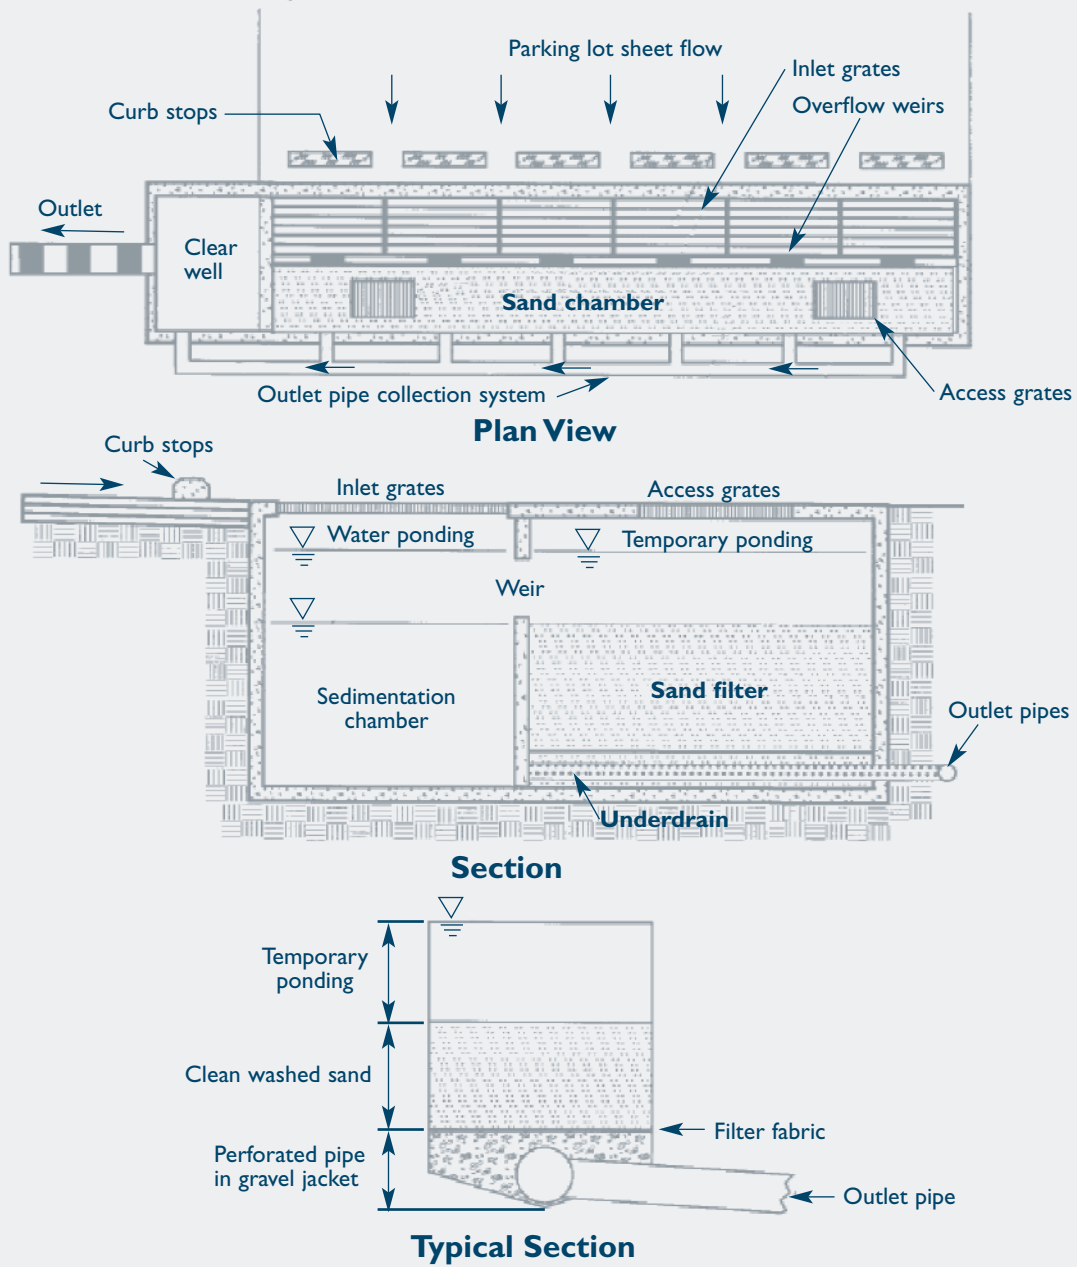 Parking lot sheet flow
Inlet grates
Overflow weirs
Curb stops
Outlet
Clear
well
Sand chamber
Outlet pipe collection system
Access grates
Plan View
Curb stops
Inlet grates
Access grates
Water ponding
Temporary ponding
Weir
Sedimentation
chamber
Sand filter
Outlet pipes
Underdrain
Section
Temporary
ponding
Clean washed sand
Filter fabric
Perforated pipe
in gravel jacket
Outlet pipe
Typical Section